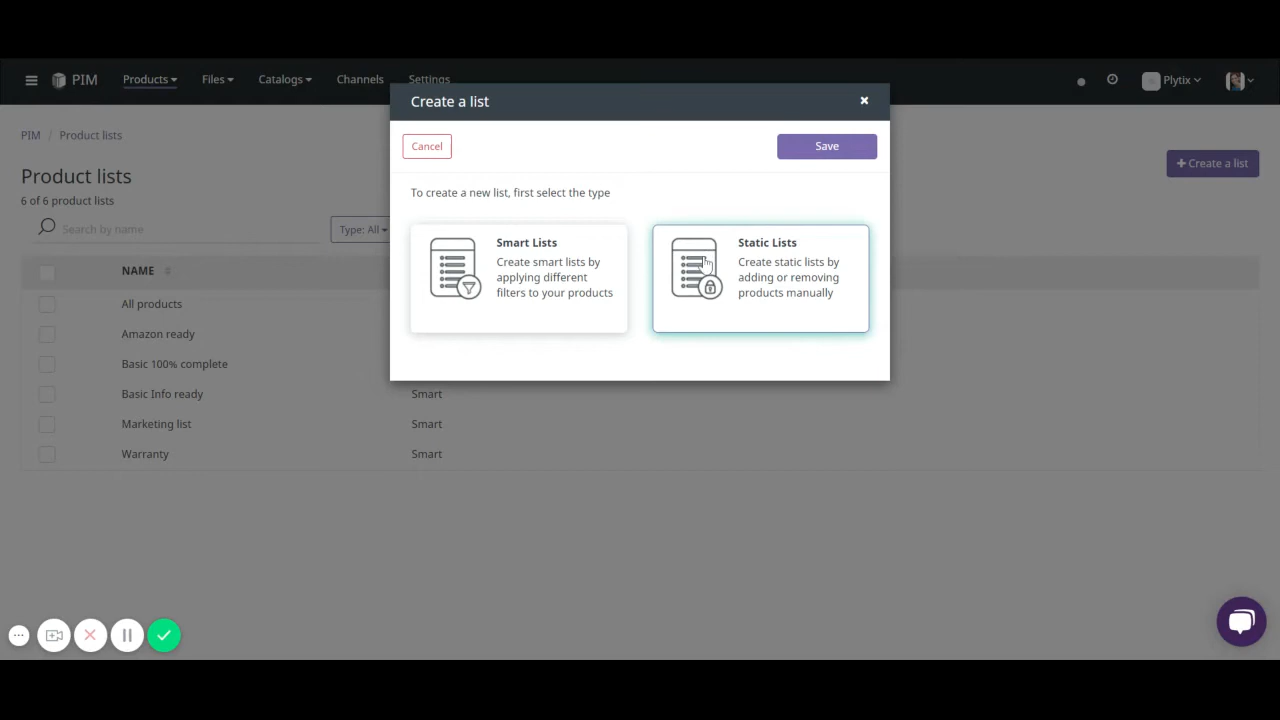 PIM
Products
Files
Catalogs
Channels
Settings
Plytix
PIM / Product lists
Product lists
6 of 6 product lists
+ Create a list
Search by name
Type: All
NAME
All products
Amazon ready
Basic 100% complete
Basic Info ready Smart
Marketing list Smart
Warranty Smart
Create a list
×
Cancel
Save
To create a new list, first select the type
Smart Lists
Create smart lists by
applying different
filters to your products
Static Lists
Create static lists by
adding or removing
products manually